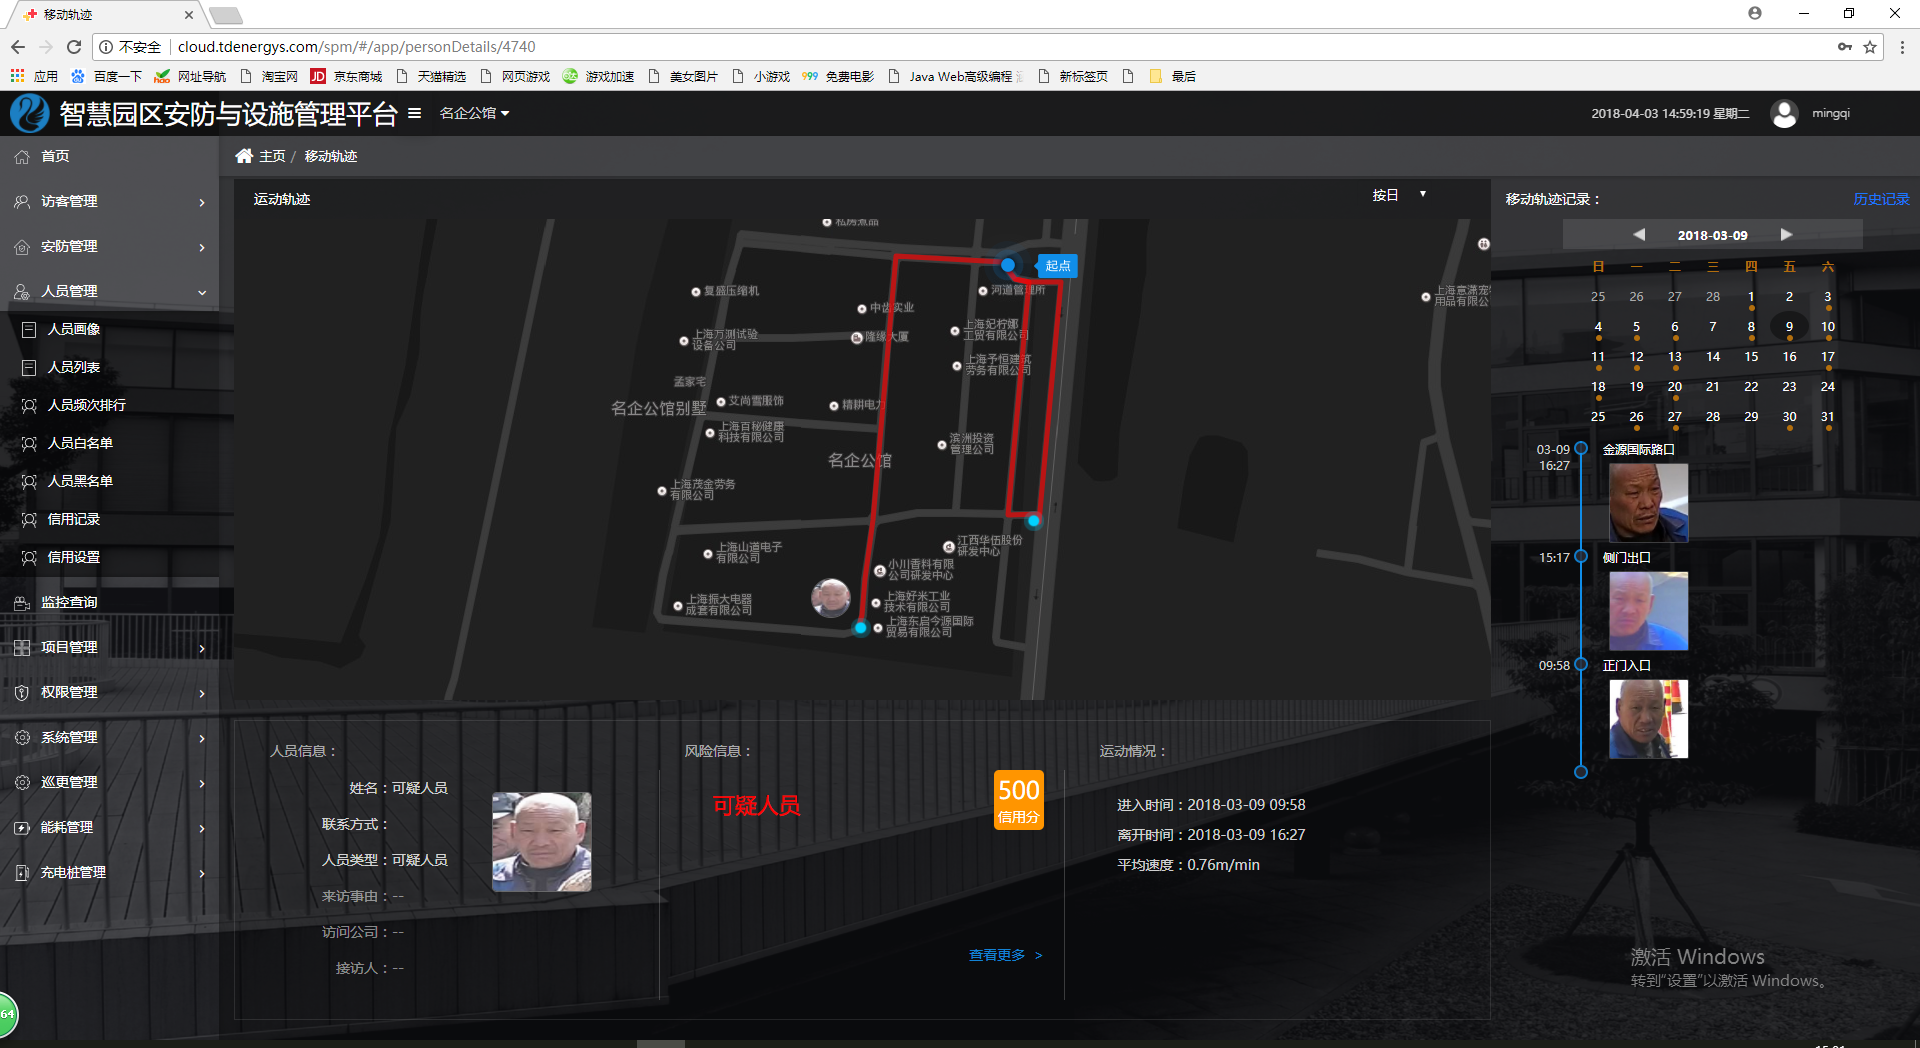 移动轨迹
不安全 cloud.tdenergys.com/spm/#/app/personDetails/4740
应用 百度一下 网址导航 淘宝网 JD 京东商城 天猫精选 网页游戏 游戏加速 美女图片 小游戏 999 免费电影 Java Web高级编程 新标签页 最后
智慧园区安防与设施管理平台 名企公馆 2018-04-03 14:59:19 星期二 mingqi
首页
访客管理
安防管理
人员管理
人员画像
人员列表
人员频次排行
人员白名单
人员黑名单
信用记录
信用设置
监控查询
项目管理
权限管理
系统管理
巡更管理
能耗管理
充电桩管理
64
主页 / 移动轨迹
运动轨迹 按日
私房煮品
起点
复盛压缩机
河道管理所
中齿实业
上海意潇宠物
用品有限公
上海万测试验
设备公司
隆缘大厦
上海妃柠娜
工贸有限公司
上海予恒建筑
劳务有限公司
孟家宅
名企公馆别墅
艾尚雪服饰
精耕电力
上海百秘健康
科技有限公司
滨洲投资
管理公司
名企公馆
上海茂金劳务
有限公司
上海山道电子
有限公司
江西华伍股份
研发中心
小川香料有限
公司研发中心
上海振大电器
成套有限公司
上海好米工业
技术有限公司
上海东启今源国际
贸易有限公司
移动轨迹记录： 历史记录
2018-03-09
日 一 二 三 四 五 六
25 26 27 28 1 2 3
4 5 6 7 8 9 10
11 12 13 14 15 16 17
18 19 20 21 22 23 24
25 26 27 28 29 30 31
03-09
16:27 金源国际路口
15:17 侧门出口
09:58 正门入口
人员信息：
姓名：可疑人员
联系方式：
人员类型：可疑人员
来访事由：--
访问公司：--
接访人：--
风险信息：
可疑人员
500
信用分
查看更多 >
运动情况：
进入时间：2018-03-09 09:58
离开时间：2018-03-09 16:27
平均速度：0.76m/min
激活 Windows
转到“设置”以激活 Windows。